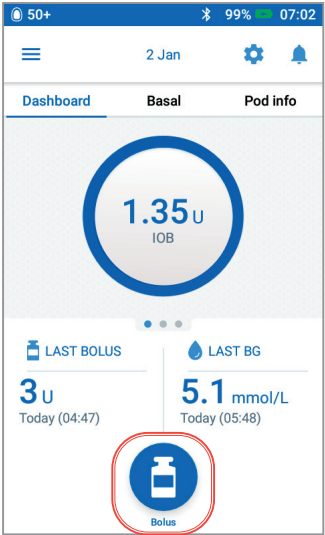 50+ 99% 07:02
2 Jan
Dashboard Basal Pod info
1.35 U
IOB
LAST BOLUS
3 U
Today (04:47)
LAST BG
5.1 mmol/L
Today (05:48)
Bolus